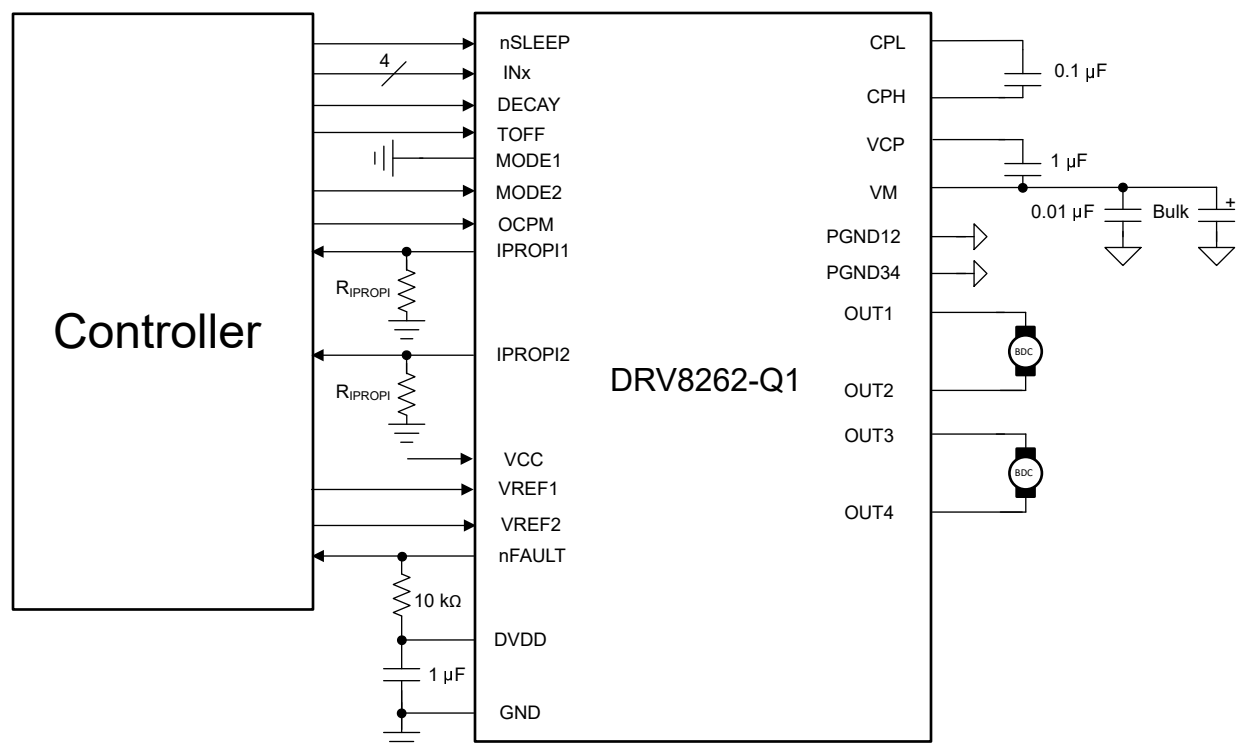 Controller
4
nSLEEP
INx
DECAY
TOFF
MODE1
MODE2
OCPM
IPROPI1
RIPROPI
IPROPI2
RIPROPI
VCC
VREF1
VREF2
nFAULT
10 kΩ
DVDD
1 µF
GND
DRV8262-Q1
CPL
0.1 µF
CPH
VCP
1 µF
VM
0.01 µF
Bulk
+
PGND12
PGND34
OUT1
BDC
OUT2
OUT3
BDC
OUT4